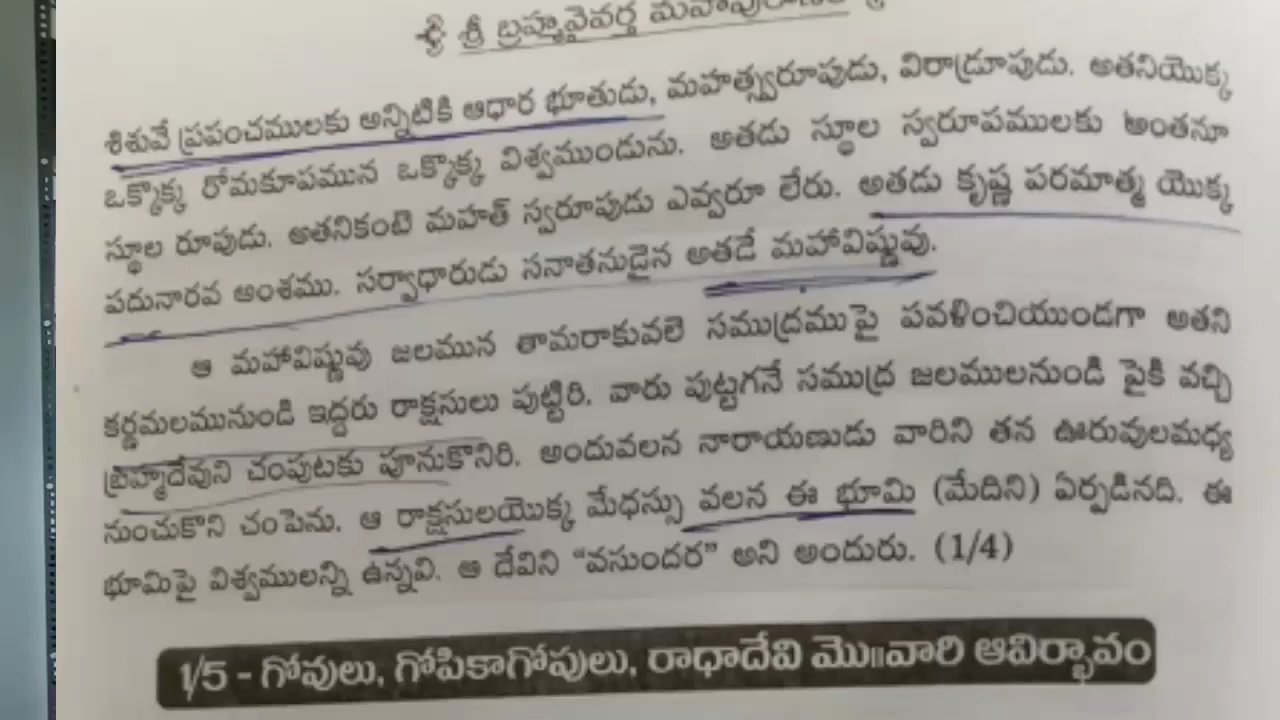 శ్రీ బ్రహ్మవైవర్త మహాపురాణము
శిశువే ప్రపంచములకు అన్నిటికి ఆధార భూతుడు, మహత్స్వరూపుడు, విరాడ్రూపుడు. అతనియొక్క
ఒక్కొక్క రోమకూపమున ఒక్కొక్క విశ్వముండును. అతడు స్థూల స్వరూపములకు అంతనూ
స్థూల రూపుడు. అతనికంటె మహత్ స్వరూపుడు ఎవ్వరూ లేరు. అతడు కృష్ణ పరమాత్మ యొక్క
పదునారవ అంశము. సర్వాధారుడు సనాతనుడైన అతడే మహావిష్ణువు.
ఆ మహావిష్ణువు జలమున తామరాకువలె సముద్రముపై పవళించియుండగా అతని
కర్ణమలమునుండి ఇద్దరు రాక్షసులు పుట్టిరి. వారు పుట్టగనే సముద్ర జలములనుండి పైకి వచ్చి
బ్రహ్మదేవుని చంపుటకు పూనుకొనిరి. అందువలన నారాయణుడు వారిని తన ఊరువులమధ్య
నుంచుకొని చంపెను. ఆ రాక్షసులయొక్క మేధస్సు వలన ఈ భూమి (మేదిని) ఏర్పడినది. ఈ
భూమిపై విశ్వములన్ని ఉన్నవి. ఆ దేవిని “వసుందర” అని అందురు. (1/4)
1/5 - గోవులు, గోపికాగోపులు, రాధాదేవి మొ॥వారి ఆవిర్భావం